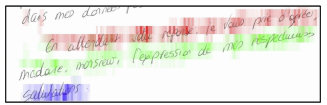 dans mes données
En attendant votre réponse, je vous prie d'agréer,
madame, monsieur, l'expression de mes respectueuses
salutations.